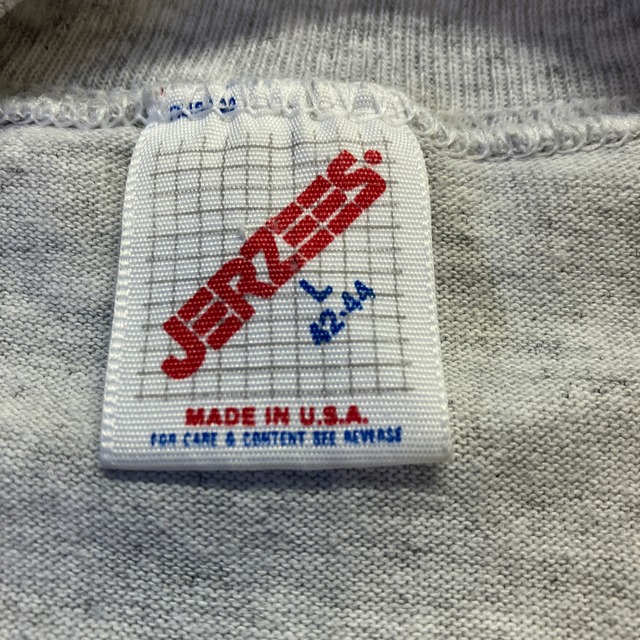 JERZEES.
L
42-44
MADE IN U.S.A.
FOR CARE & CONTENT SEE REVERSE